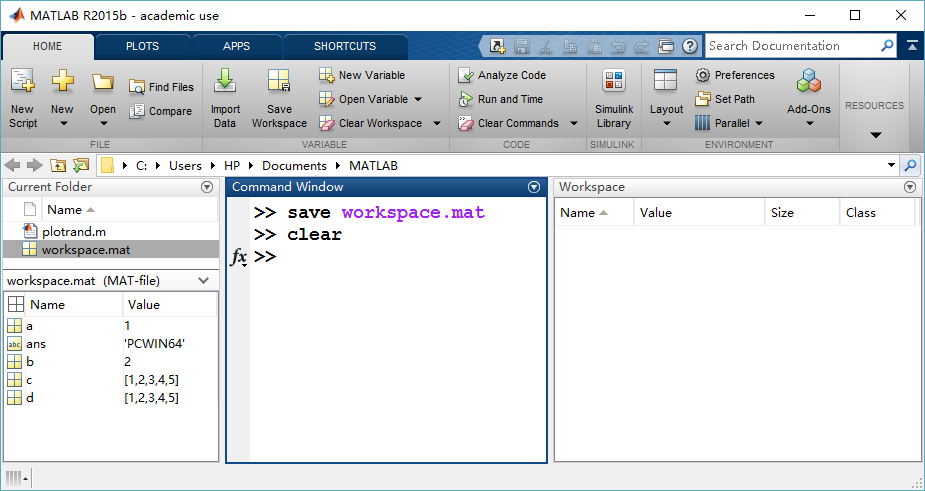 MATLAB R2015b - academic use
HOME PLOTS APPS SHORTCUTS Search Documentation
New Script New Open Find Files Compare FILE
Import Data Save Workspace New Variable Open Variable Clear Workspace VARIABLE
Analyze Code Run and Time Clear Commands CODE
Simulink Library SIMULINK
Layout Preferences Set Path Parallel Add-Ons ENVIRONMENT
RESOURCES
C: Users HP Documents MATLAB
Current Folder
Name
plotrand.m
workspace.mat
workspace.mat (MAT-file)
Name Value
a 1
abc ans 'PCWIN64'
b 2
c [1,2,3,4,5]
d [1,2,3,4,5]
Command Window
>> save workspace.mat
>> clear
fx >>
Workspace
Name Value Size Class